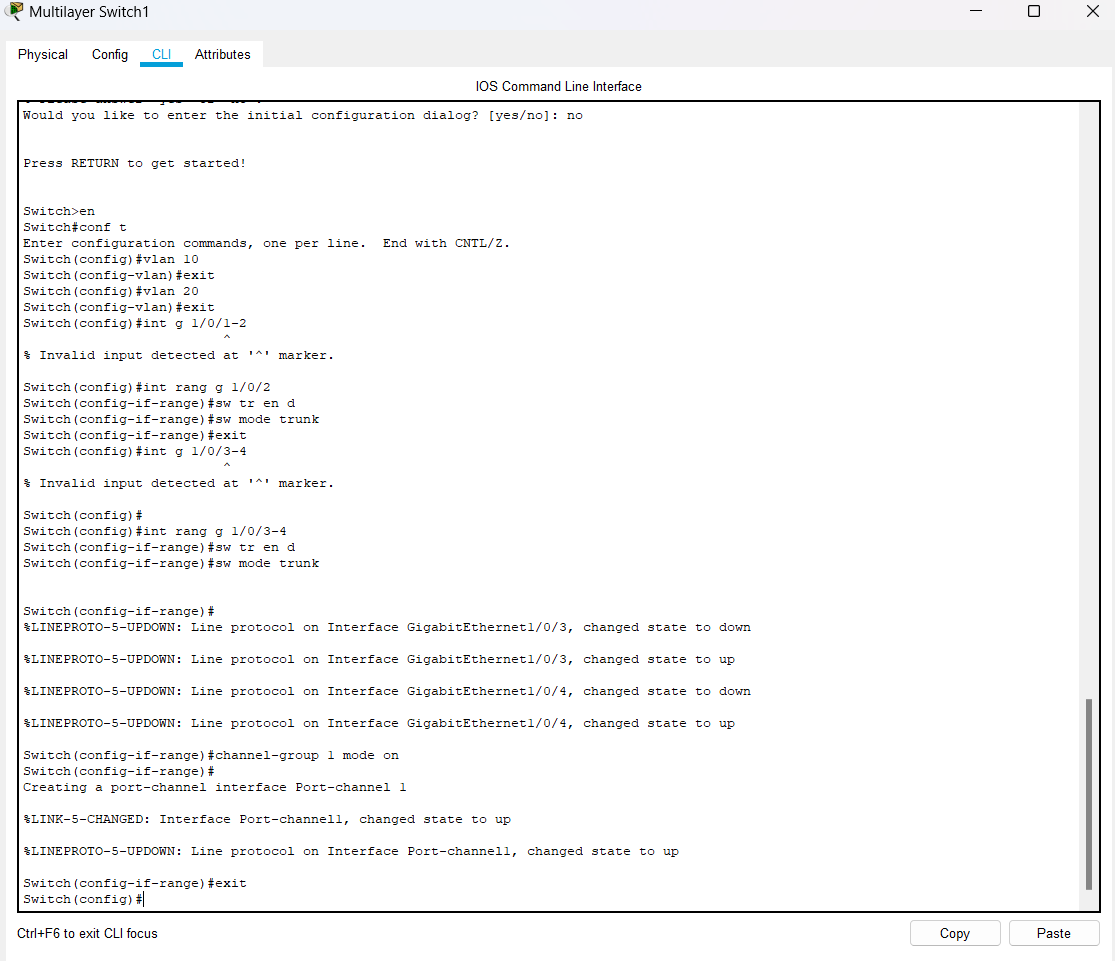 Multilayer Switch1
Physical Config CLI Attributes
IOS Command Line Interface
Would you like to enter the initial configuration dialog? [yes/no]: no
Press RETURN to get started!
Switch>en
Switch#conf t
Enter configuration commands, one per line.  End with CNTL/Z.
Switch(config)#vlan 10
Switch(config-vlan)#exit
Switch(config)#vlan 20
Switch(config-vlan)#exit
Switch(config)#int g 1/0/1-2
^
% Invalid input detected at '^' marker.
Switch(config)#int rang g 1/0/2
Switch(config-if-range)#sw tr en d
Switch(config-if-range)#sw mode trunk
Switch(config-if-range)#exit
Switch(config)#int g 1/0/3-4
^
% Invalid input detected at '^' marker.
Switch(config)#
Switch(config)#int rang g 1/0/3-4
Switch(config-if-range)#sw tr en d
Switch(config-if-range)#sw mode trunk
Switch(config-if-range)#
%LINEPROTO-5-UPDOWN: Line protocol on Interface GigabitEthernet1/0/3, changed state to down
%LINEPROTO-5-UPDOWN: Line protocol on Interface GigabitEthernet1/0/3, changed state to up
%LINEPROTO-5-UPDOWN: Line protocol on Interface GigabitEthernet1/0/4, changed state to down
%LINEPROTO-5-UPDOWN: Line protocol on Interface GigabitEthernet1/0/4, changed state to up
Switch(config-if-range)#channel-group 1 mode on
Switch(config-if-range)#
Creating a port-channel interface Port-channel 1
%LINK-5-CHANGED: Interface Port-channel1, changed state to up
%LINEPROTO-5-UPDOWN: Line protocol on Interface Port-channel1, changed state to up
Switch(config-if-range)#exit
Switch(config)#
Ctrl+F6 to exit CLI focus
Copy Paste